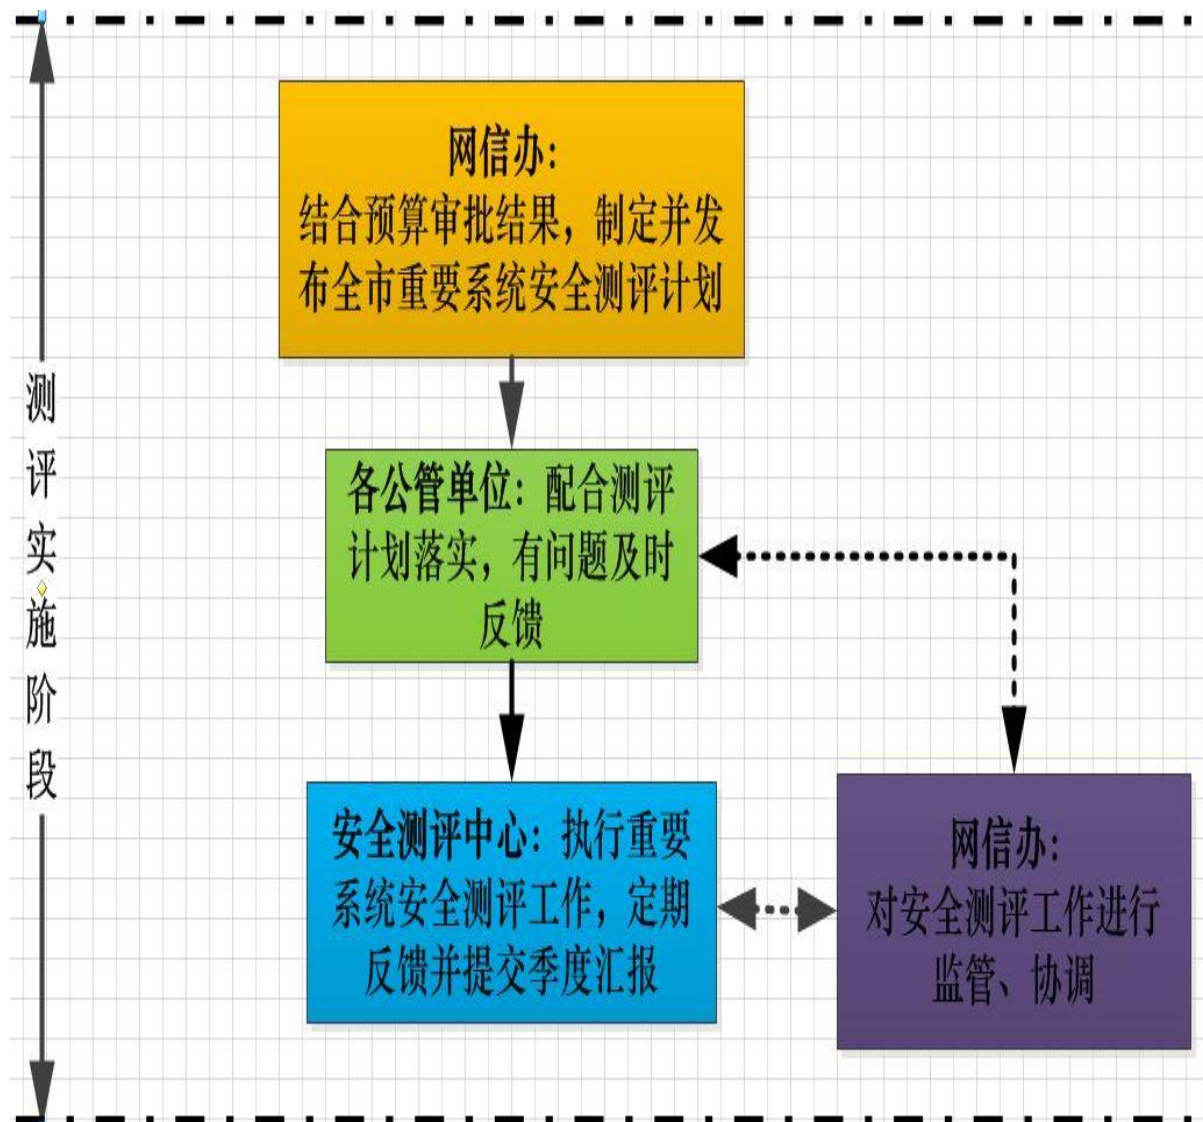 网信办：
结合预算审批结果，制定并发
布全市重要系统安全测评计划
测评实施阶段
各公管单位：配合测评
计划落实，有问题及时
反馈
安全测评中心：执行重要
系统安全测评工作，定期
反馈并提交季度汇报
网信办：
对安全测评工作进行
监管、协调